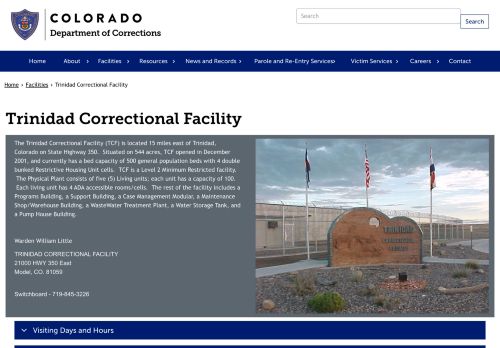 COLORADO
Department of Corrections
Search
Search
Home
About
Facilities
Resources
News and Records
Parole and Re-Entry Services
Victim Services
Careers
Contact
Home › Facilities › Trinidad Correctional Facility
Trinidad Correctional Facility
The Trinidad Correctional Facility (TCF) is located 15 miles east of Trinidad,
Colorado on State Highway 350. Situated on 544 acres, TCF opened in December
2001, and currently has a bed capacity of 500 general population beds with 4 double
bunked Restrictive Housing Unit cells. TCF is a Level 2 Minimum Restricted facility.
The Physical Plant consists of five (5) Living units; each unit has a capacity of 100.
Each living unit has 4 ADA accessible rooms/cells. The rest of the facility includes a
Programs Building, a Support Building, a Case Management Modular, a Maintenance
Shop/Warehouse Building, a WasteWater Treatment Plant, a Water Storage Tank, and
a Pump House Building.
Warden William Little
TRINIDAD CORRECTIONAL FACILITY
21000 HWY 350 East
Model, CO. 81059
Switchboard - 719-845-3226
TRINIDAD
CORRECTIONAL
FACILITY
Visiting Days and Hours